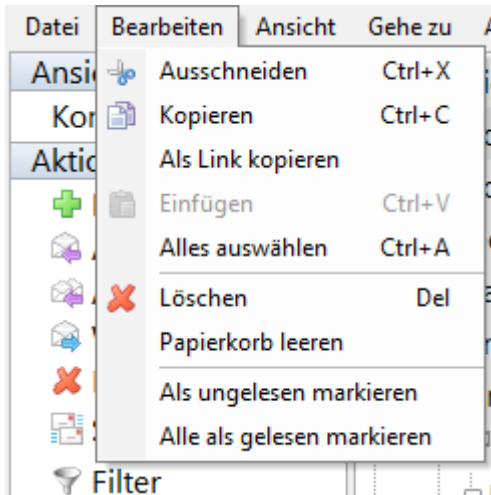 Datei Bearbeiten Ansicht Gehe zu
Ausschneiden Ctrl+X
Kopieren Ctrl+C
Als Link kopieren
Einfügen Ctrl+V
Alles auswählen Ctrl+A
Löschen Del
Papierkorb leeren
Als ungelesen markieren
Alle als gelesen markieren
Filter